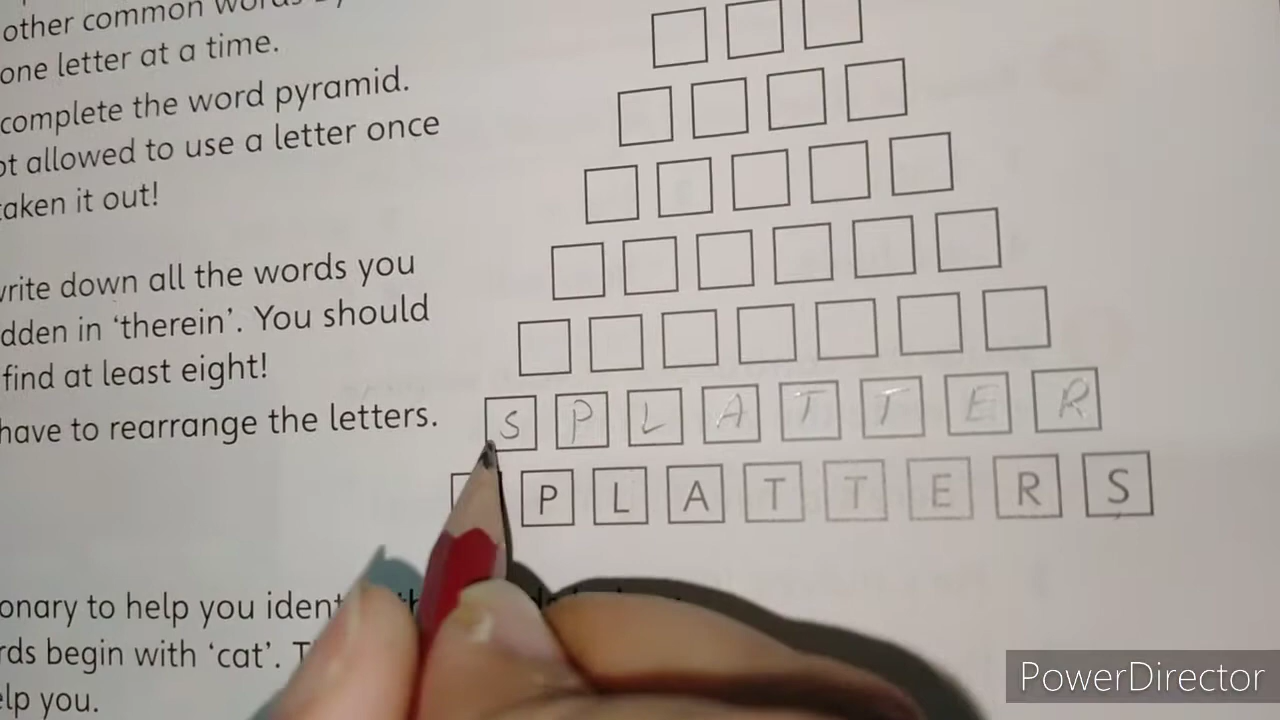 other common words by
one letter at a time.
complete the word pyramid.
ot allowed to use a letter once
taken it out!
write down all the words you
dden in 'therein'. You should
find at least eight!
have to rearrange the letters.
S P L A T T E R
P L A T T E R S
onary to help you ident
rds begin with 'cat'. T
elp you.
PowerDirector